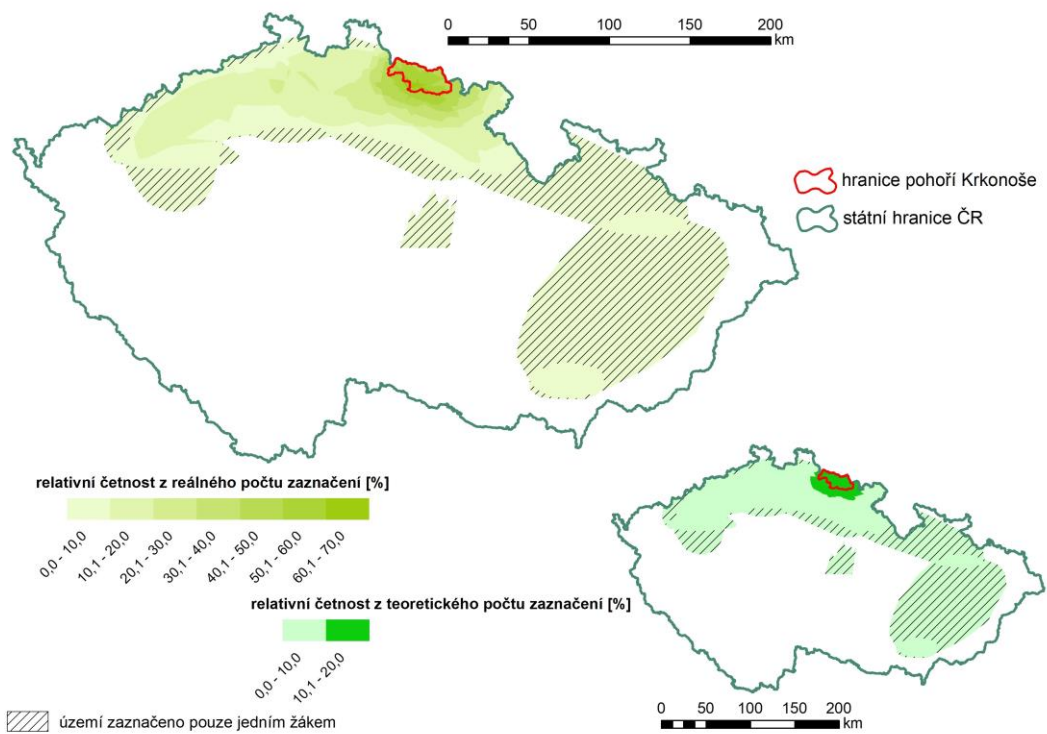 0 50 100 150 200
km
hranice pohoří Krkonoše
státní hranice ČR
relativní četnost z reálného počtu zaznačení [%]
0,0 - 10,0
10,1 - 20,0
20,1 - 30,0
30,1 - 40,0
40,1 - 50,0
50,1 - 60,0
60,1 - 70,0
relativní četnost z teoretického počtu zaznačení [%]
0,0 - 10,0
10,1 - 20,0
území zaznačeno pouze jedním žákem
0 50 100 150 200
km